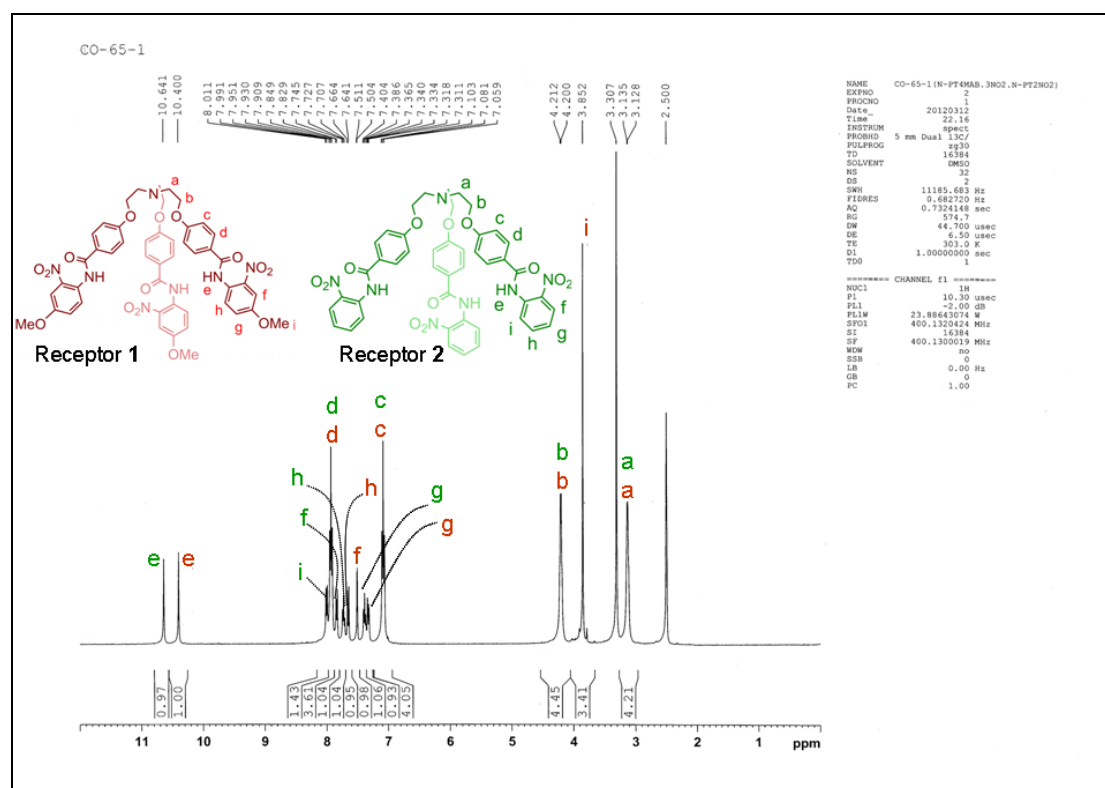 CO-65-1
10.641
10.400
8.011
7.991
7.951
7.930
7.909
7.849
7.829
7.745
7.727
7.707
7.664
7.641
7.511
7.504
7.404
7.386
7.365
7.340
7.334
7.318
7.311
7.103
7.081
7.059
4.212
4.200
3.852
3.307
3.135
3.128
2.500
NAME CO-65-1(N-PT4MAB.3NO2.N-PT2NO2)
EXPNO 2
PROCNO 1
Date_ 20120312
Time 22.16
INSTRUM spect
PROBHD 5 mm Dual 13C/
PULPROG zg30
TD 16384
SOLVENT DMSO
NS 32
DS 2
SWH 11185.683 Hz
FIDRES 0.682720 Hz
AQ 0.7324148 sec
RG 574.7
DW 44.700 usec
DE 6.50 usec
TE 303.0 K
D1 1.00000000 sec
TD0 1
======== CHANNEL f1 ========
NUC1 1H
P1 10.30 usec
PL1 -2.00 dB
PL1W 23.88643074 W
SFO1 400.1320424 MHz
SI 16384
SF 400.1300019 MHz
WDW no
SSB 0
LB 0.00 Hz
GB 0
PC 1.00
N a
b
O O O
c
d
O
NO2
NH
e
O
NO2
f
O
NH
h
g
NO2
MeO
OMe i
OMe
Receptor 1
N a
b
O O O
c
d
O
NO2
NH
e
O
NO2
f
O
NH
i
g
h
NO2
Receptor 2
i
d c
d c
h h g
f f g
e e i
b a
b a
0.97
1.00
1.43
3.61
1.04
1.04
0.95
0.98
1.06
0.93
4.05
4.45
3.41
4.21
11 10 9 8 7 6 5 4 3 2 1 ppm